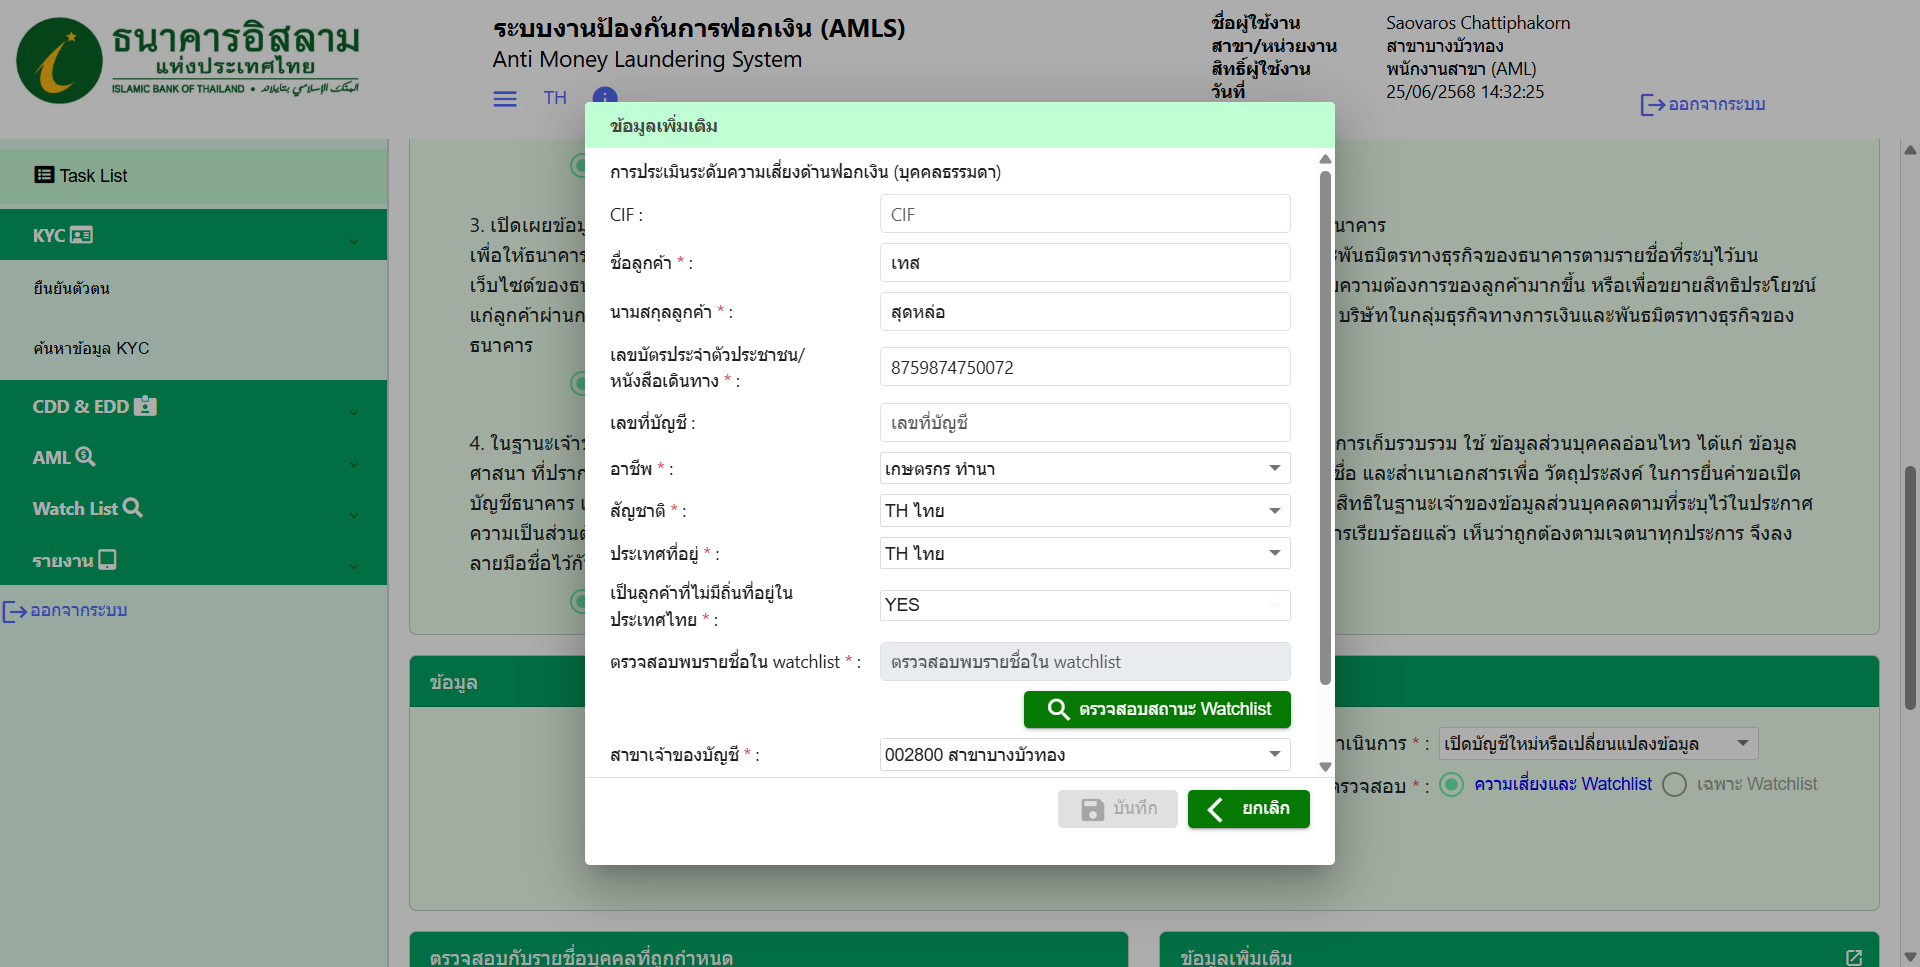 ธนาคารอิสลาม
แห่งประเทศไทย
ISLAMIC BANK OF THAILAND •
ระบบงานป้องกันการฟอกเงิน (AMLS)
Anti Money Laundering System
TH
ชื่อผู้ใช้งาน Saovaros Chattiphakorn
สาขา/หน่วยงาน สาขาบางบัวทอง
สิทธิ์ผู้ใช้งาน พนักงานสาขา (AML)
วันที่ 25/06/2568 14:32:25
ออกจากระบบ
Task List
KYC
ยืนยันตัวตน
ค้นหาข้อมูล KYC
CDD & EDD
AML
Watch List
รายงาน
ออกจากระบบ
3. เปิดเผยข้อมู นาคาร
เพื่อให้ธนาคาร ะพันธมิตรทางธุรกิจของธนาคารตามรายชื่อที่ระบุไว้บน
เว็บไซต์ของธน ความต้องการของลูกค้ามากขึ้น หรือเพื่อขยายสิทธิประโยชน์
แก่ลูกค้าผ่านก บริษัทในกลุ่มธุรกิจทางการเงินและพันธมิตรทางธุรกิจของ
ธนาคาร
4. ในฐานะเจ้าข การเก็บรวบรวม ใช้ ข้อมูลส่วนบุคคลอ่อนไหว ได้แก่ ข้อมูล
ศาสนา ที่ปราก ชื่อ และสำเนาเอกสารเพื่อ วัตถุประสงค์ ในการยื่นคำขอเปิด
บัญชีธนาคาร เ สิทธิในฐานะเจ้าของข้อมูลส่วนบุคคลตามที่ระบุไว้ในประกาศ
ความเป็นส่วนต ารเรียบร้อยแล้ว เห็นว่าถูกต้องตามเจตนาทุกประการ จึงลง
ลายมือชื่อไว้กั
ข้อมูลเพิ่มเติม
การประเมินระดับความเสี่ยงด้านฟอกเงิน (บุคคลธรรมดา)
CIF : CIF
ชื่อลูกค้า * : เทส
นามสกุลลูกค้า * : สุดหล่อ
เลขบัตรประจำตัวประชาชน/
หนังสือเดินทาง * : 8759874750072
เลขที่บัญชี : เลขที่บัญชี
อาชีพ * : เกษตรกร ทำนา
สัญชาติ * : TH ไทย
ประเทศที่อยู่ * : TH ไทย
เป็นลูกค้าที่ไม่มีถิ่นที่อยู่ใน
ประเทศไทย * : YES
ตรวจสอบพบรายชื่อใน watchlist * : ตรวจสอบพบรายชื่อใน watchlist
ตรวจสอบสถานะ Watchlist
สาขาเจ้าของบัญชี * : 002800 สาขาบางบัวทอง
บันทึก ยกเลิก
ข้อมูล
าเนินการ * : เปิดบัญชีใหม่หรือเปลี่ยนแปลงข้อมูล
ตรวจสอบ * : ความเสี่ยงและ Watchlist เฉพาะ Watchlist
ตรวจสอบกับรายชื่อบุคคลที่ถูกกำหนด
ข้อมูลเพิ่มเติม